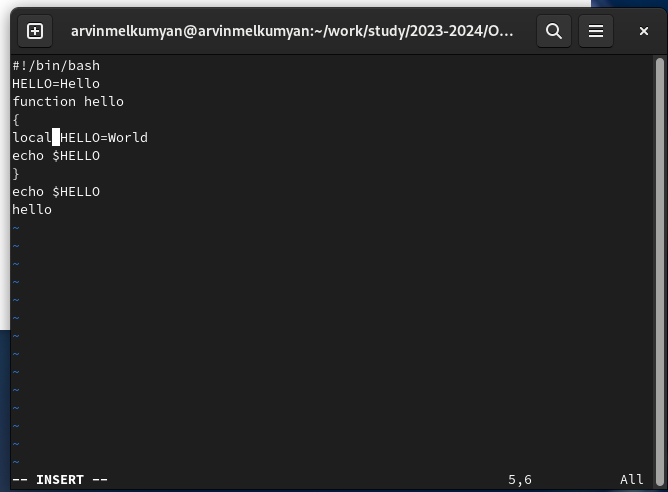 arvinmelkumyan@arvinmelkumyan:~/work/study/2023-2024/O...
#!/bin/bash
HELLO=Hello
function hello
{
local HELLO=World
echo $HELLO
}
echo $HELLO
hello
~
~
~
~
~
~
~
~
~
~
~
~
~
~
-- INSERT -- 5,6 All